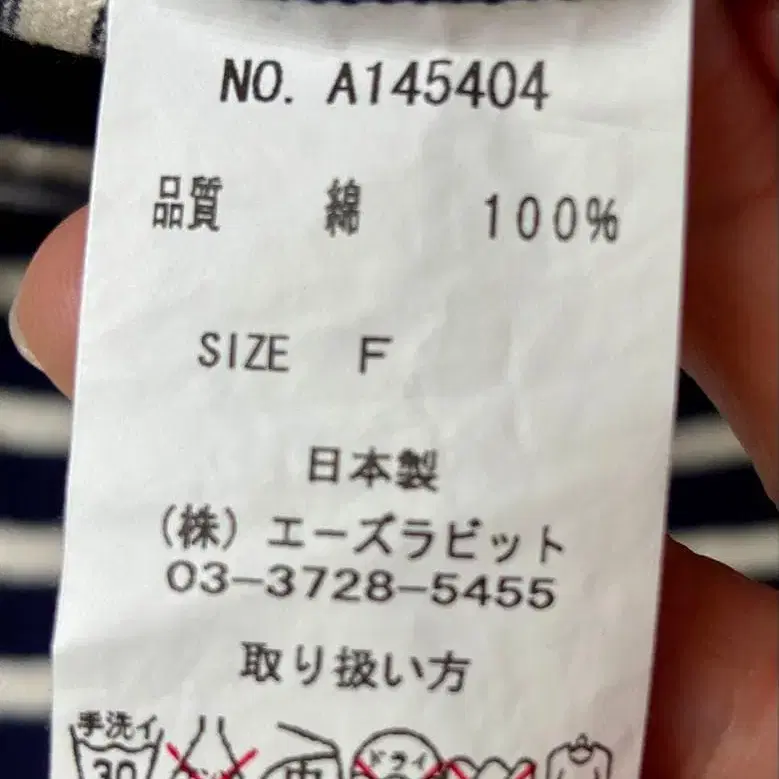 NO. A145404
品質 綿 100%
SIZE F
日本製
(株) エーズラビット
03-3728-5455
取り扱い方
手洗イ 中 ドライ
30